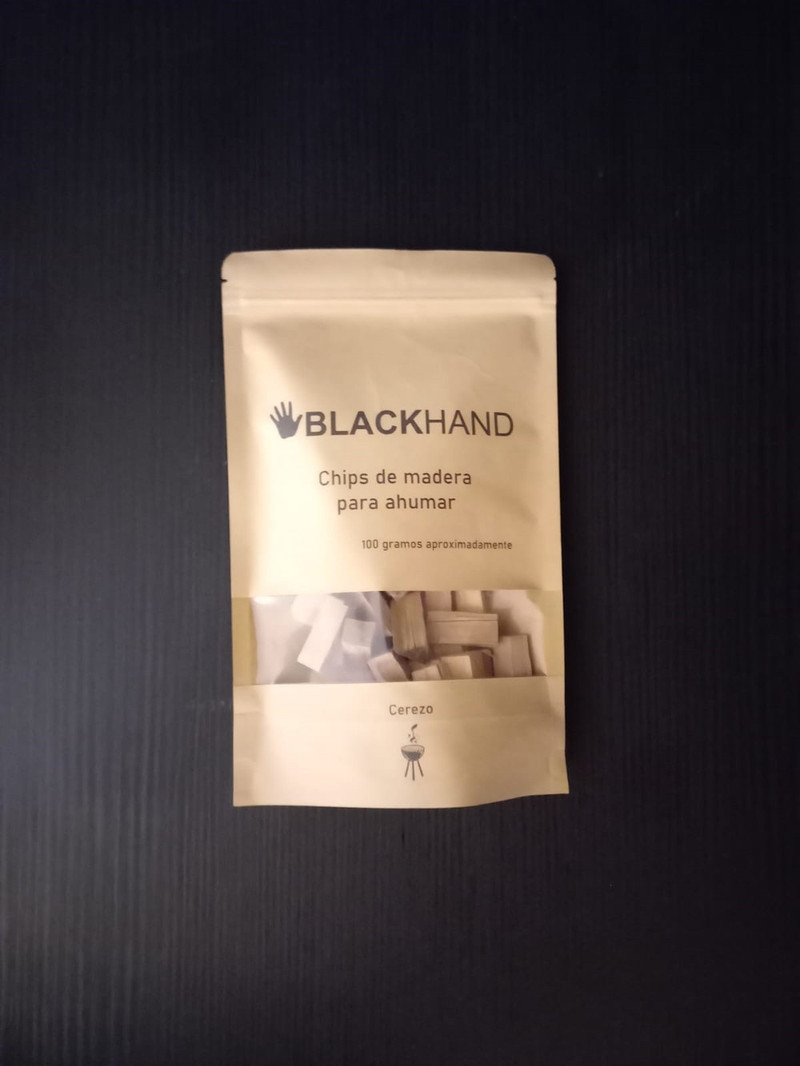 BLACKHAND
Chips de madera
para ahumar
100 gramos aproximadamente
Cerezo